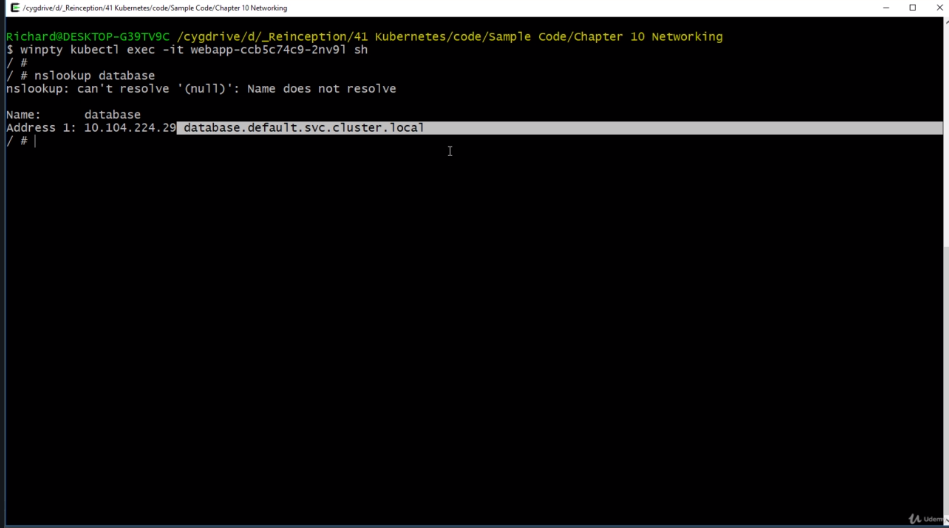 /cygdrive/d/_Reinception/41 Kubernetes/code/Sample Code/Chapter 10 Networking
Richard@DESKTOP-G39TV9C /cygdrive/d/_Reinception/41 Kubernetes/code/Sample Code/Chapter 10 Networking
$ winpty kubectl exec -it webapp-ccb5c74c9-2nv9l sh
/ #
/ # nslookup database
nslookup: can't resolve '(null)': Name does not resolve
Name:      database
Address 1: 10.104.224.29 database.default.svc.cluster.local
/ #